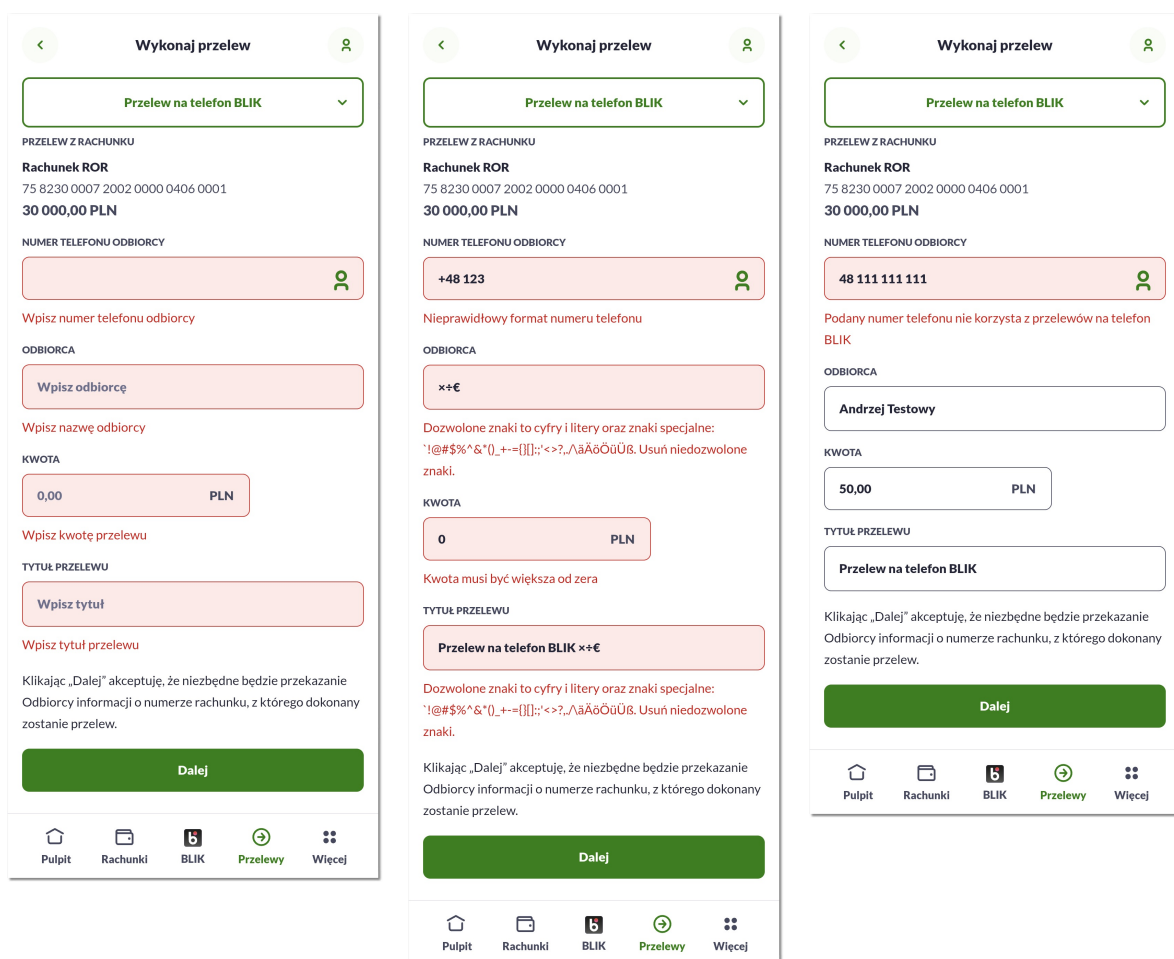 Wykonaj przelew
Przelew na telefon BLIK
PRZELEW Z RACHUNKU
Rachunek ROR
75 8230 0007 2002 0000 0406 0001
30 000,00 PLN
NUMER TELEFONU ODBIORCY
Wpisz numer telefonu odbiorcy
ODBIORCA
Wpisz odbiorcę
Wpisz nazwę odbiorcy
KWOTA
0,00 PLN
Wpisz kwotę przelewu
TYTUŁ PRZELEWU
Wpisz tytuł
Wpisz tytuł przelewu
Klikając „Dalej” akceptuję, że niezbędne będzie przekazanie
Odbiorcy informacji o numerze rachunku, z którego dokonany
zostanie przelew.
Dalej
Pulpit Rachunki BLIK Przelewy Więcej
Wykonaj przelew
Przelew na telefon BLIK
PRZELEW Z RACHUNKU
Rachunek ROR
75 8230 0007 2002 0000 0406 0001
30 000,00 PLN
NUMER TELEFONU ODBIORCY
+48 123
Nieprawidłowy format numeru telefonu
ODBIORCA
×÷€
Dozwolone znaki to cyfry i litery oraz znaki specjalne:
`!@#$%^&*()_+-={}[]:;'<>?,./\äÄöÖüÜß. Usuń niedozwolone
znaki.
KWOTA
0 PLN
Kwota musi być większa od zera
TYTUŁ PRZELEWU
Przelew na telefon BLIK ×÷€
Dozwolone znaki to cyfry i litery oraz znaki specjalne:
`!@#$%^&*()_+-={}[]:;'<>?,./\äÄöÖüÜß. Usuń niedozwolone
znaki.
Klikając „Dalej” akceptuję, że niezbędne będzie przekazanie
Odbiorcy informacji o numerze rachunku, z którego dokonany
zostanie przelew.
Dalej
Pulpit Rachunki BLIK Przelewy Więcej
Wykonaj przelew
Przelew na telefon BLIK
PRZELEW Z RACHUNKU
Rachunek ROR
75 8230 0007 2002 0000 0406 0001
30 000,00 PLN
NUMER TELEFONU ODBIORCY
48 111 111 111
Podany numer telefonu nie korzysta z przelewów na telefon
BLIK
ODBIORCA
Andrzej Testowy
KWOTA
50,00 PLN
TYTUŁ PRZELEWU
Przelew na telefon BLIK
Klikając „Dalej” akceptuję, że niezbędne będzie przekazanie
Odbiorcy informacji o numerze rachunku, z którego dokonany
zostanie przelew.
Dalej
Pulpit Rachunki BLIK Przelewy Więcej